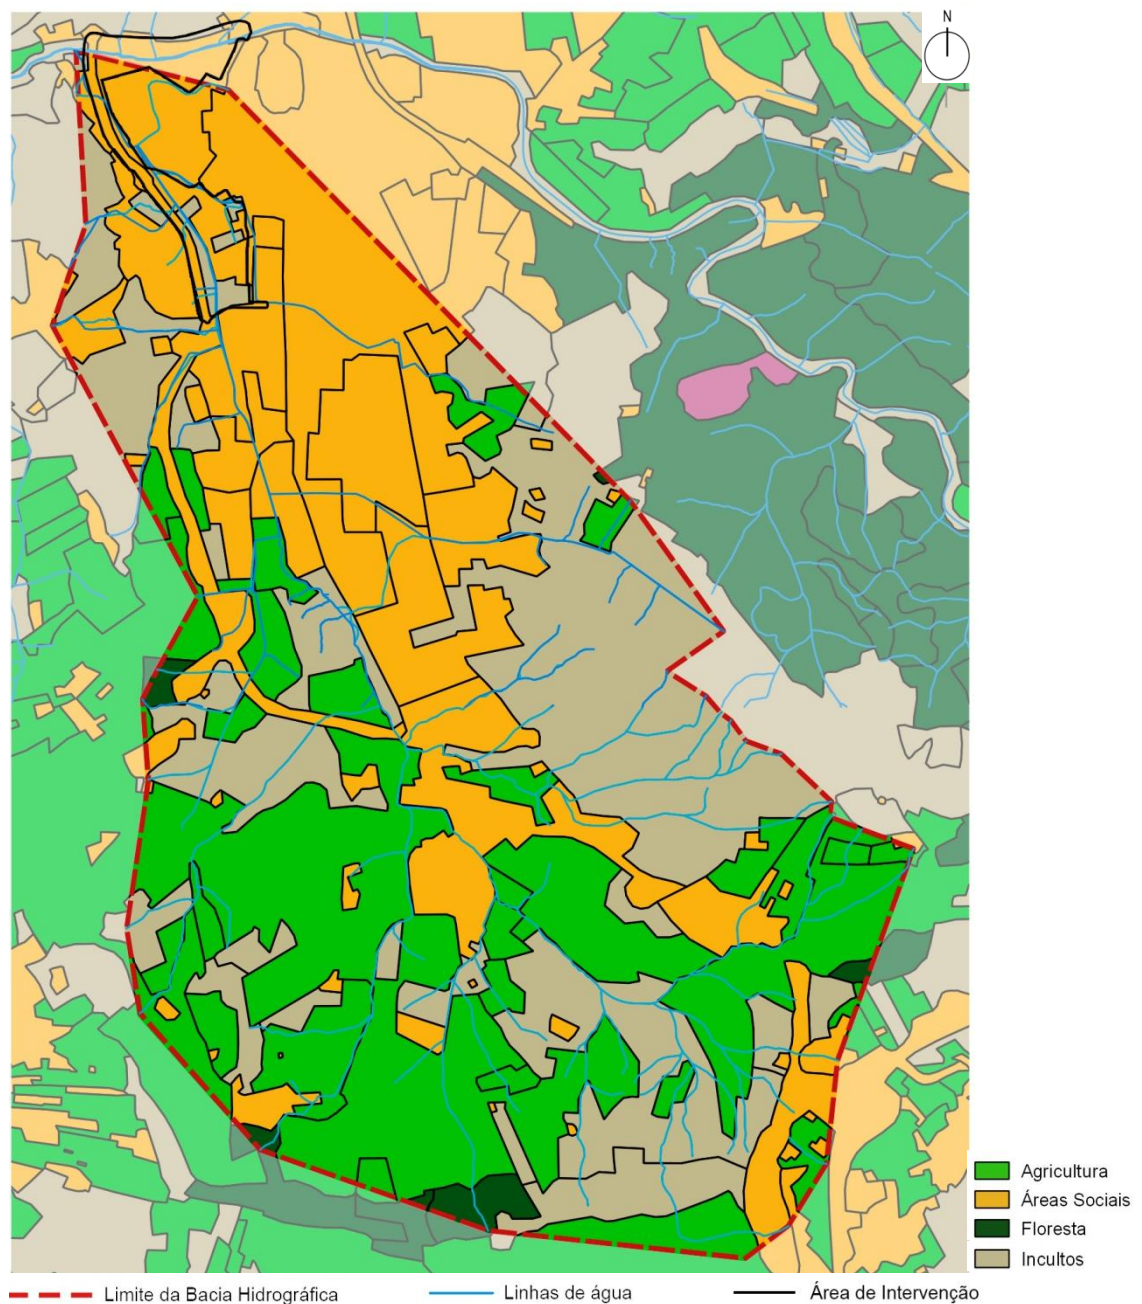 N
Agricultura
Áreas Sociais
Floresta
Incultos
Limite da Bacia Hidrográfica
Linhas de água
Área de Intervenção